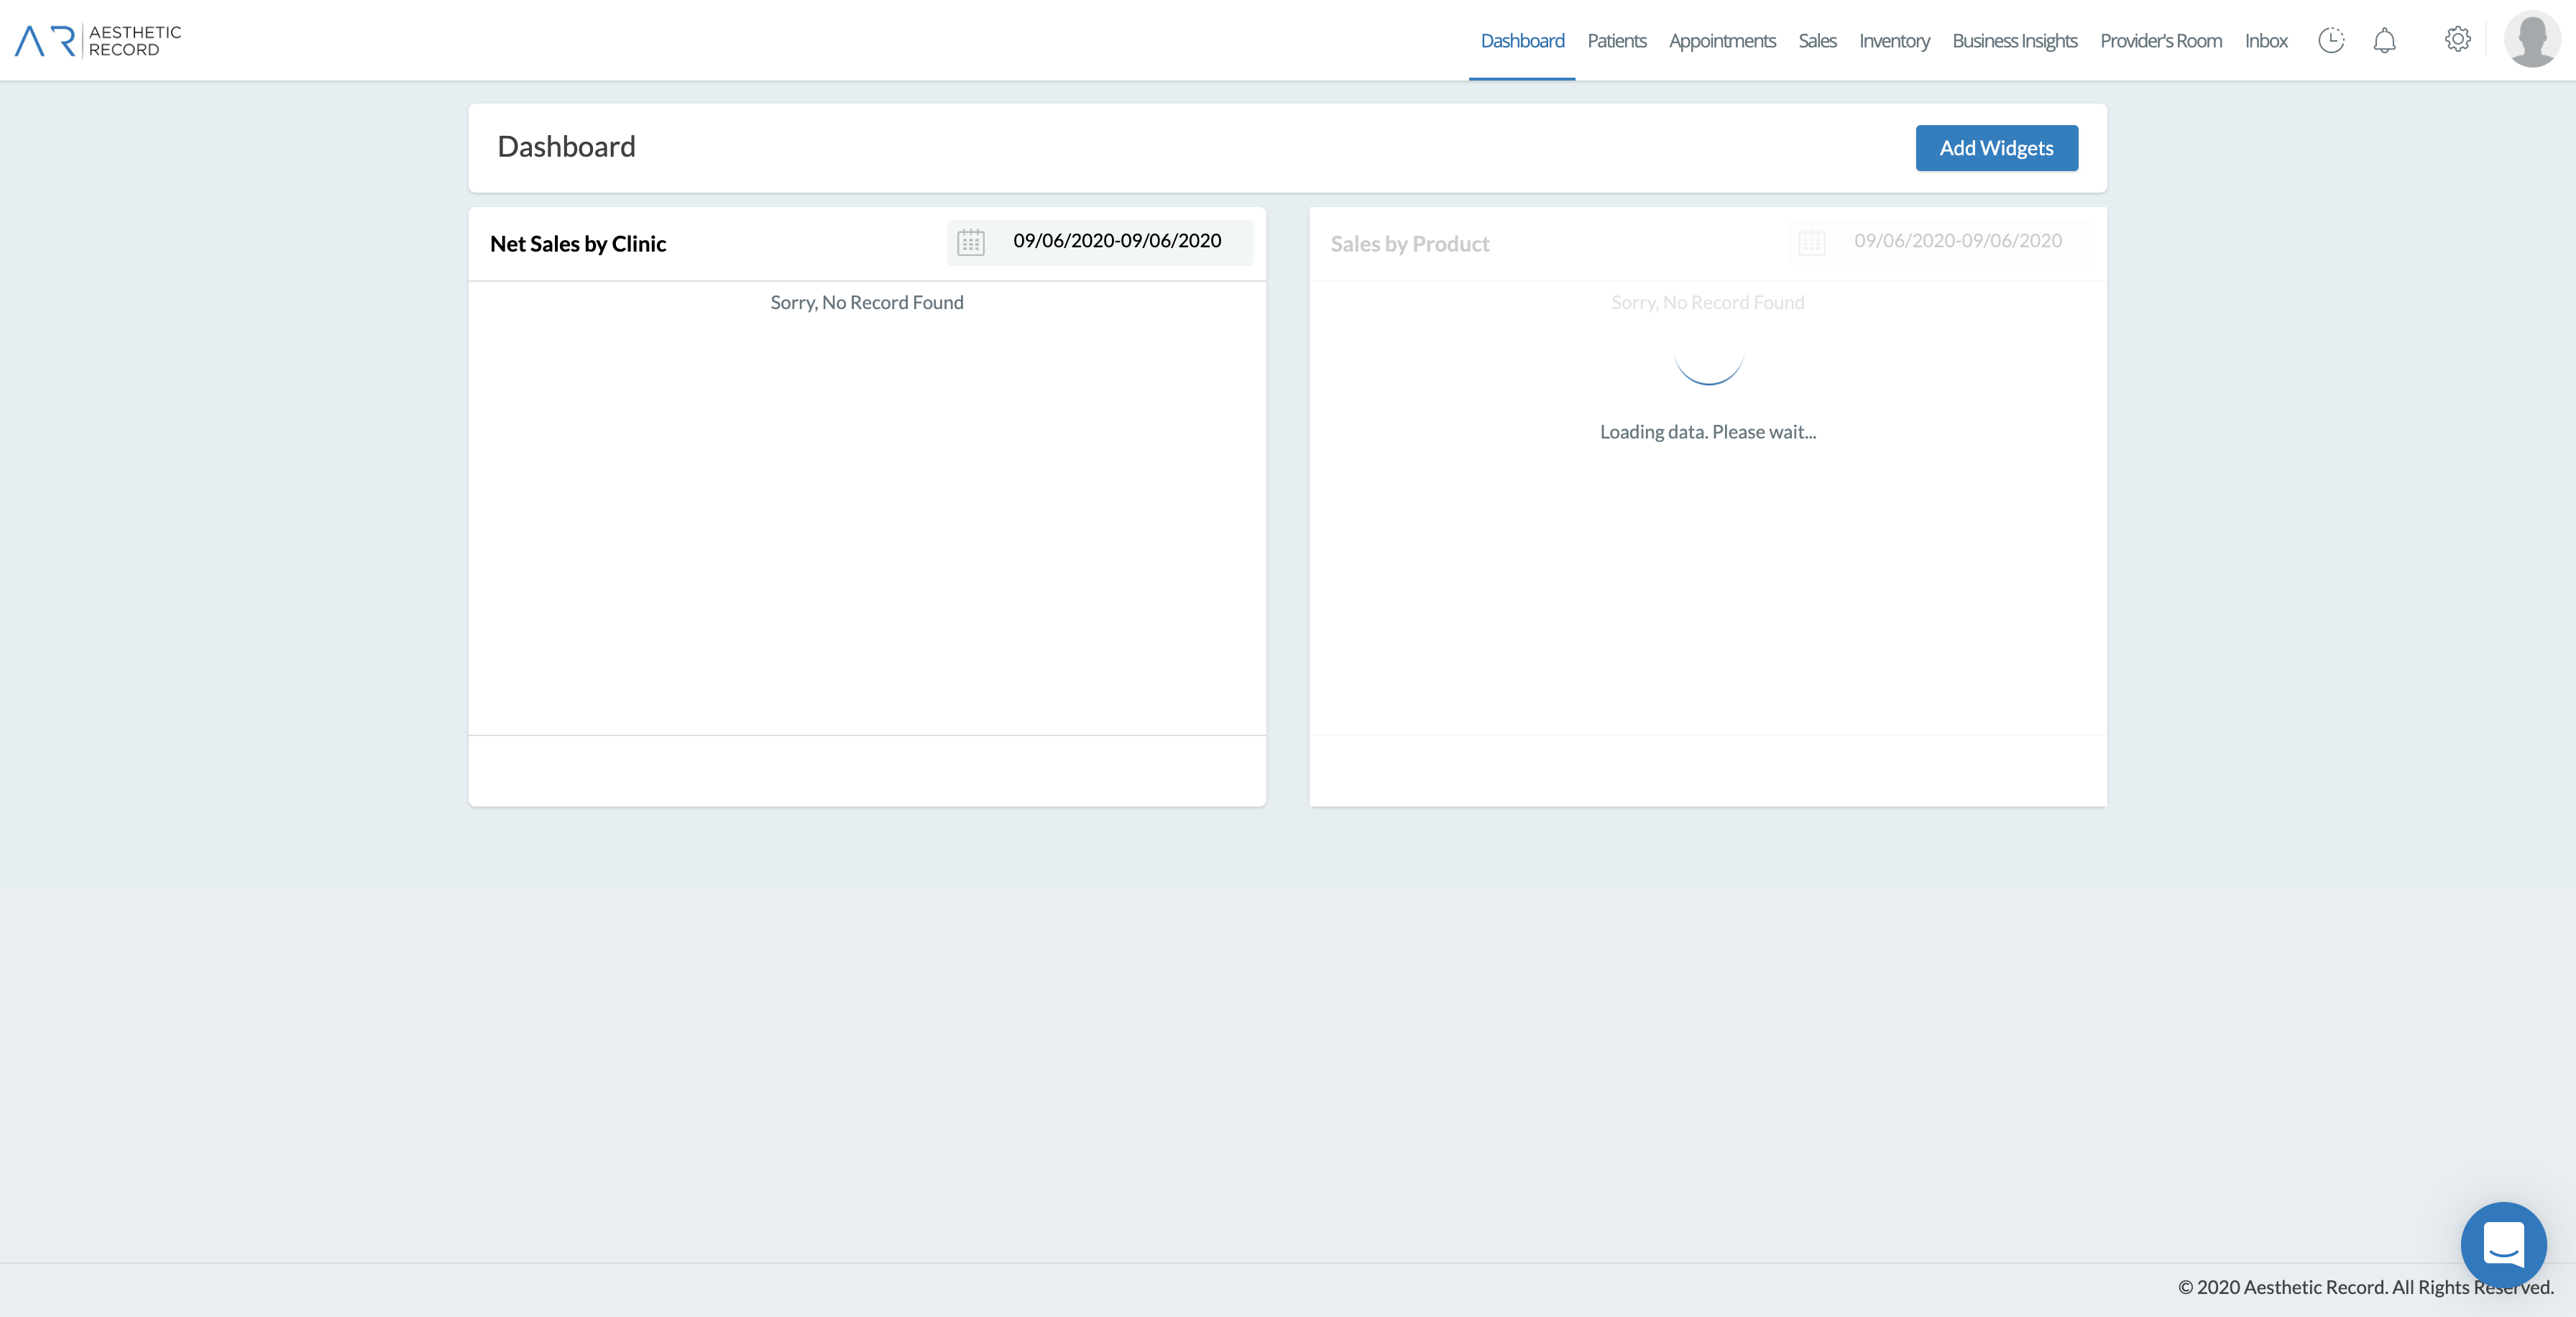 AESTHETIC
RECORD
Dashboard Patients Appointments Sales Inventory Business Insights Provider's Room Inbox
Dashboard
Add Widgets
Net Sales by Clinic
09/06/2020-09/06/2020
Sorry, No Record Found
Sales by Product
09/06/2020-09/06/2020
Sorry, No Record Found
Loading data. Please wait...
© 2020 Aesthetic Record. All Rights Reserved.